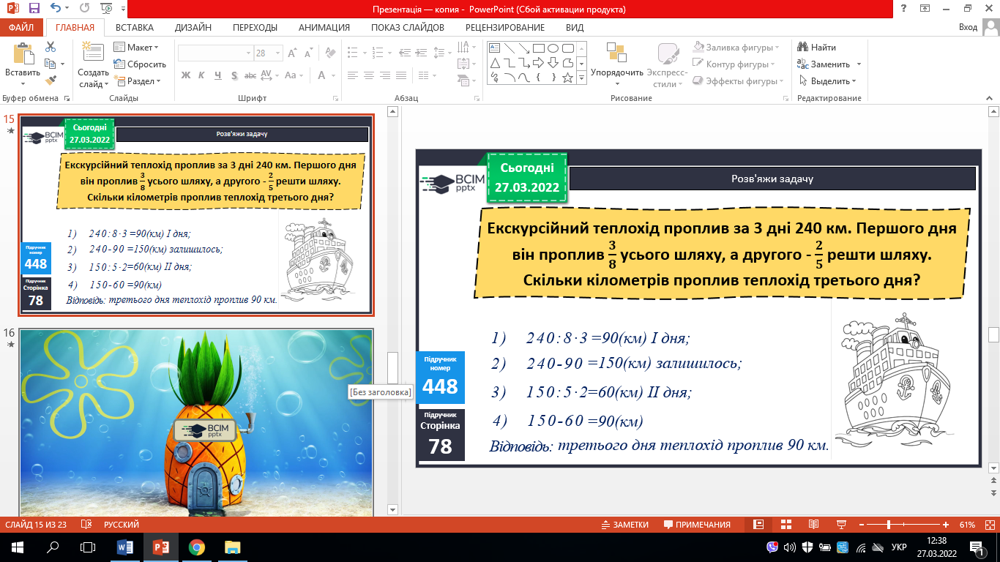 Презентація — копия - PowerPoint (Сбой активации продукта)
ФАЙЛ ГЛАВНАЯ ВСТАВКА ДИЗАЙН ПЕРЕХОДЫ АНИМАЦИЯ ПОКАЗ СЛАЙДОВ РЕЦЕНЗИРОВАНИЕ ВИД Вход
Вставить
Создать слайд
Макет
Сбросить
Раздел
28
Ж К Ч S abc AV Aa А
Упорядочить
Экспресс-стили
Заливка фигуры
Контур фигуры
Эффекты фигуры
Найти
Заменить
Выделить
Буфер обмена Слайды Шрифт Абзац Рисование Редактирование
15
Сьогодні
27.03.2022
BCIM
pptx
Розв'яжи задачу
Екскурсійний теплохід проплив за 3 дні 240 км. Першого дня
він проплив 3/8 усього шляху, а другого - 2/5 решти шляху.
Скільки кілометрів проплив теплохід третього дня?
1) 240:8·3=90(км) I дня;
2) 240-90=150(км) залишилось;
3) 150:5·2=60(км) II дня;
4) 150-60=90(км)
Відповідь: третього дня теплохід проплив 90 км.
Підручник
номер
448
Підручник
Сторінка
78
16
BCIM
pptx
[Без заголовка]
Сьогодні
27.03.2022
BCIM
pptx
Розв'яжи задачу
Екскурсійний теплохід проплив за 3 дні 240 км. Першого дня
він проплив 3/8 усього шляху, а другого - 2/5 решти шляху.
Скільки кілометрів проплив теплохід третього дня?
1) 240:8·3=90(км) I дня;
2) 240-90=150(км) залишилось;
3) 150:5·2=60(км) II дня;
4) 150-60=90(км)
Відповідь: третього дня теплохід проплив 90 км.
Підручник
номер
448
Підручник
Сторінка
78
СЛАЙД 15 ИЗ 23 РУССКИЙ ЗАМЕТКИ ПРИМЕЧАНИЯ 61%
УКР
12:38
27.03.2022
1